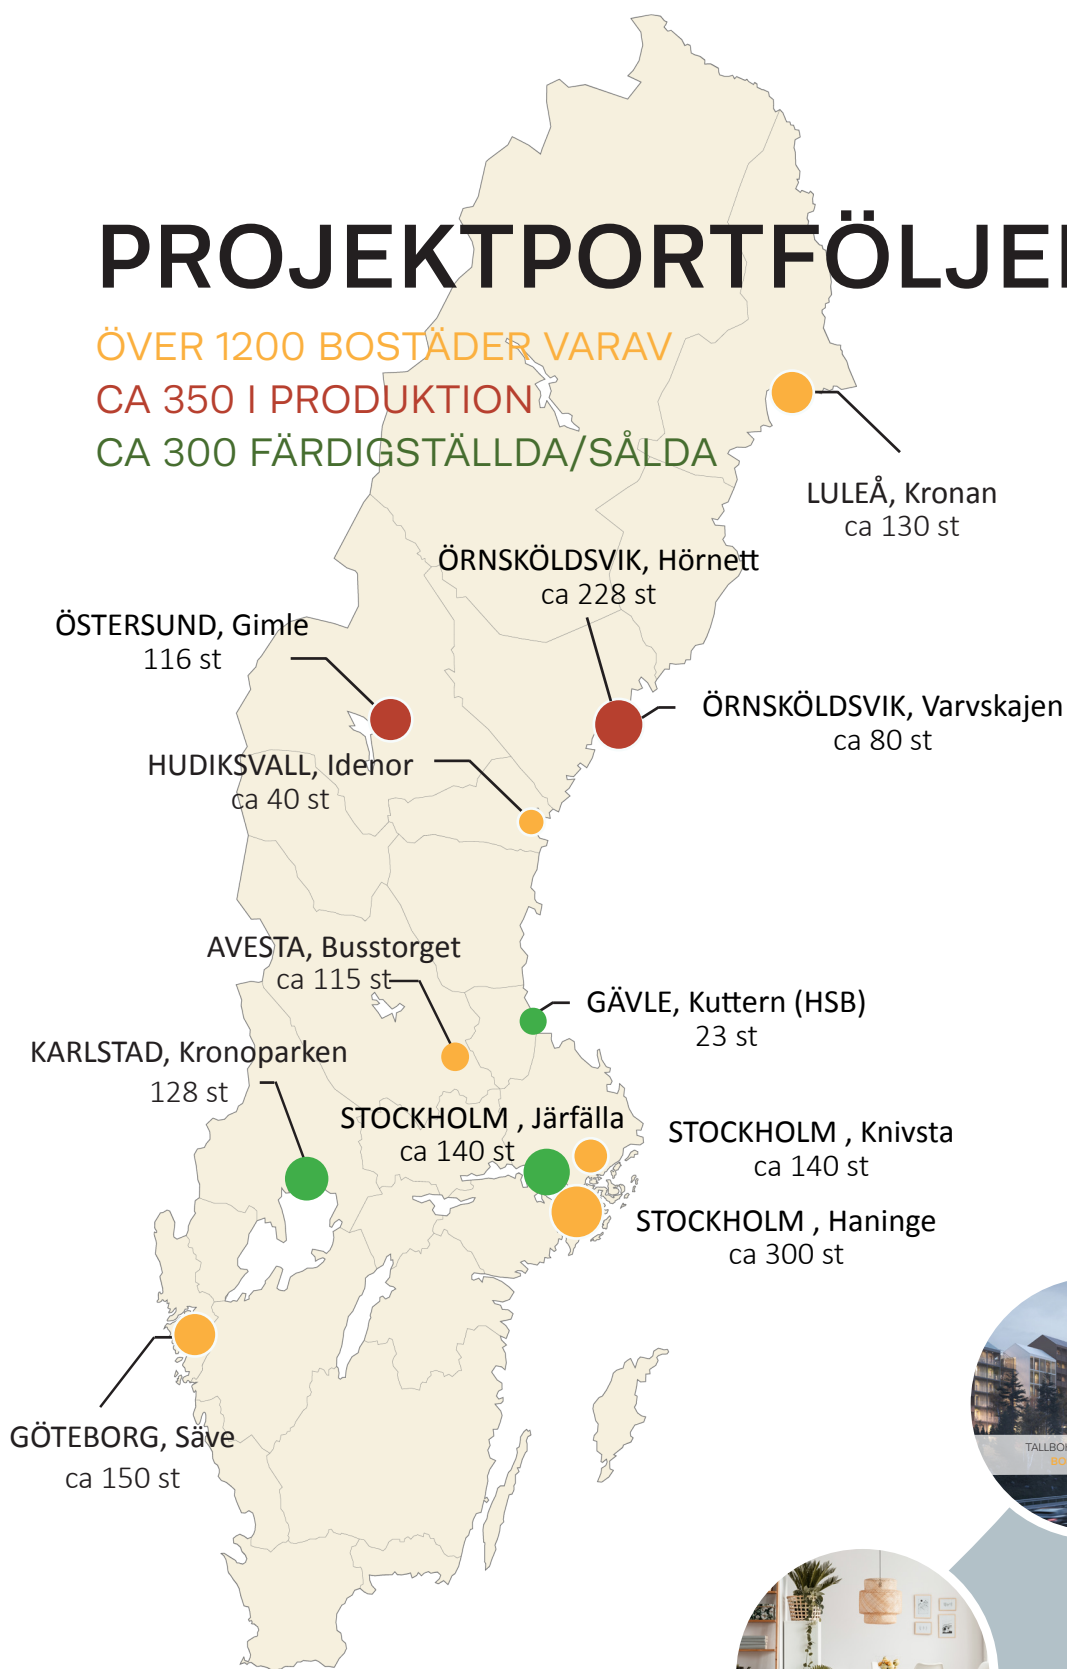 PROJEKTPORTFÖLJE
ÖVER 1200 BOSTÄDER VARAV
CA 350 I PRODUKTION
CA 300 FÄRDIGSTÄLLDA/SÅLDA
LULEÅ, Kronan
ca 130 st
ÖRNSKÖLDSVIK, Hörnett
ca 228 st
ÖSTERSUND, Gimle
116 st
ÖRNSKÖLDSVIK, Varvskajen
ca 80 st
HUDIKSVALL, Idenor
ca 40 st
AVESTA, Busstorget
ca 115 st
GÄVLE, Kuttern (HSB)
23 st
KARLSTAD, Kronoparken
128 st
STOCKHOLM , Järfälla
ca 140 st
STOCKHOLM , Knivsta
ca 140 st
STOCKHOLM , Haninge
ca 300 st
GÖTEBORG, Säve
ca 150 st